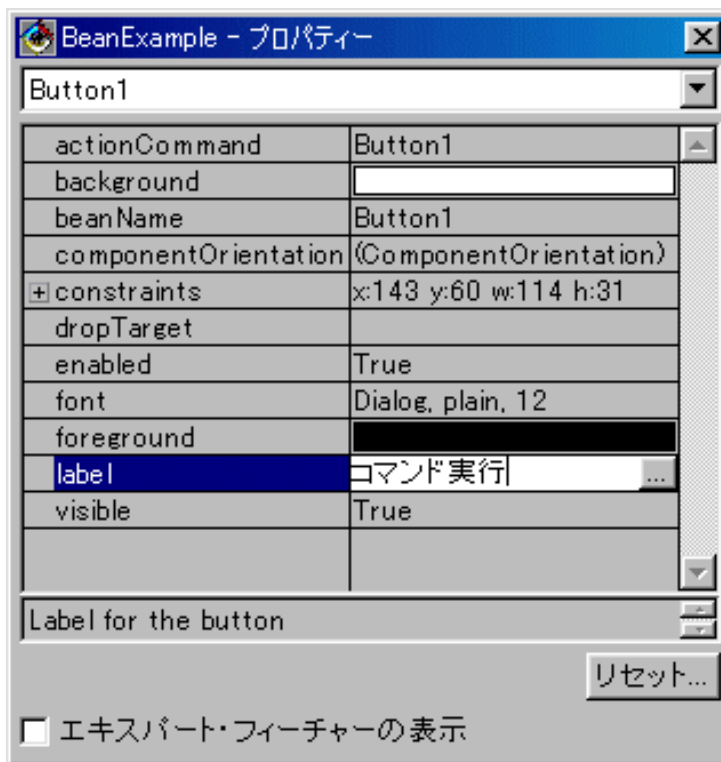 BeanExample - プロパティー
Button1
actionCommand Button1
background
beanName Button1
componentOrientation (ComponentOrientation)
constraints x:143 y:60 w:114 h:31
dropTarget
enabled True
font Dialog, plain, 12
foreground
label コマンド実行 ...
visible True
Label for the button
リセット...
エキスパート・フィーチャーの表示